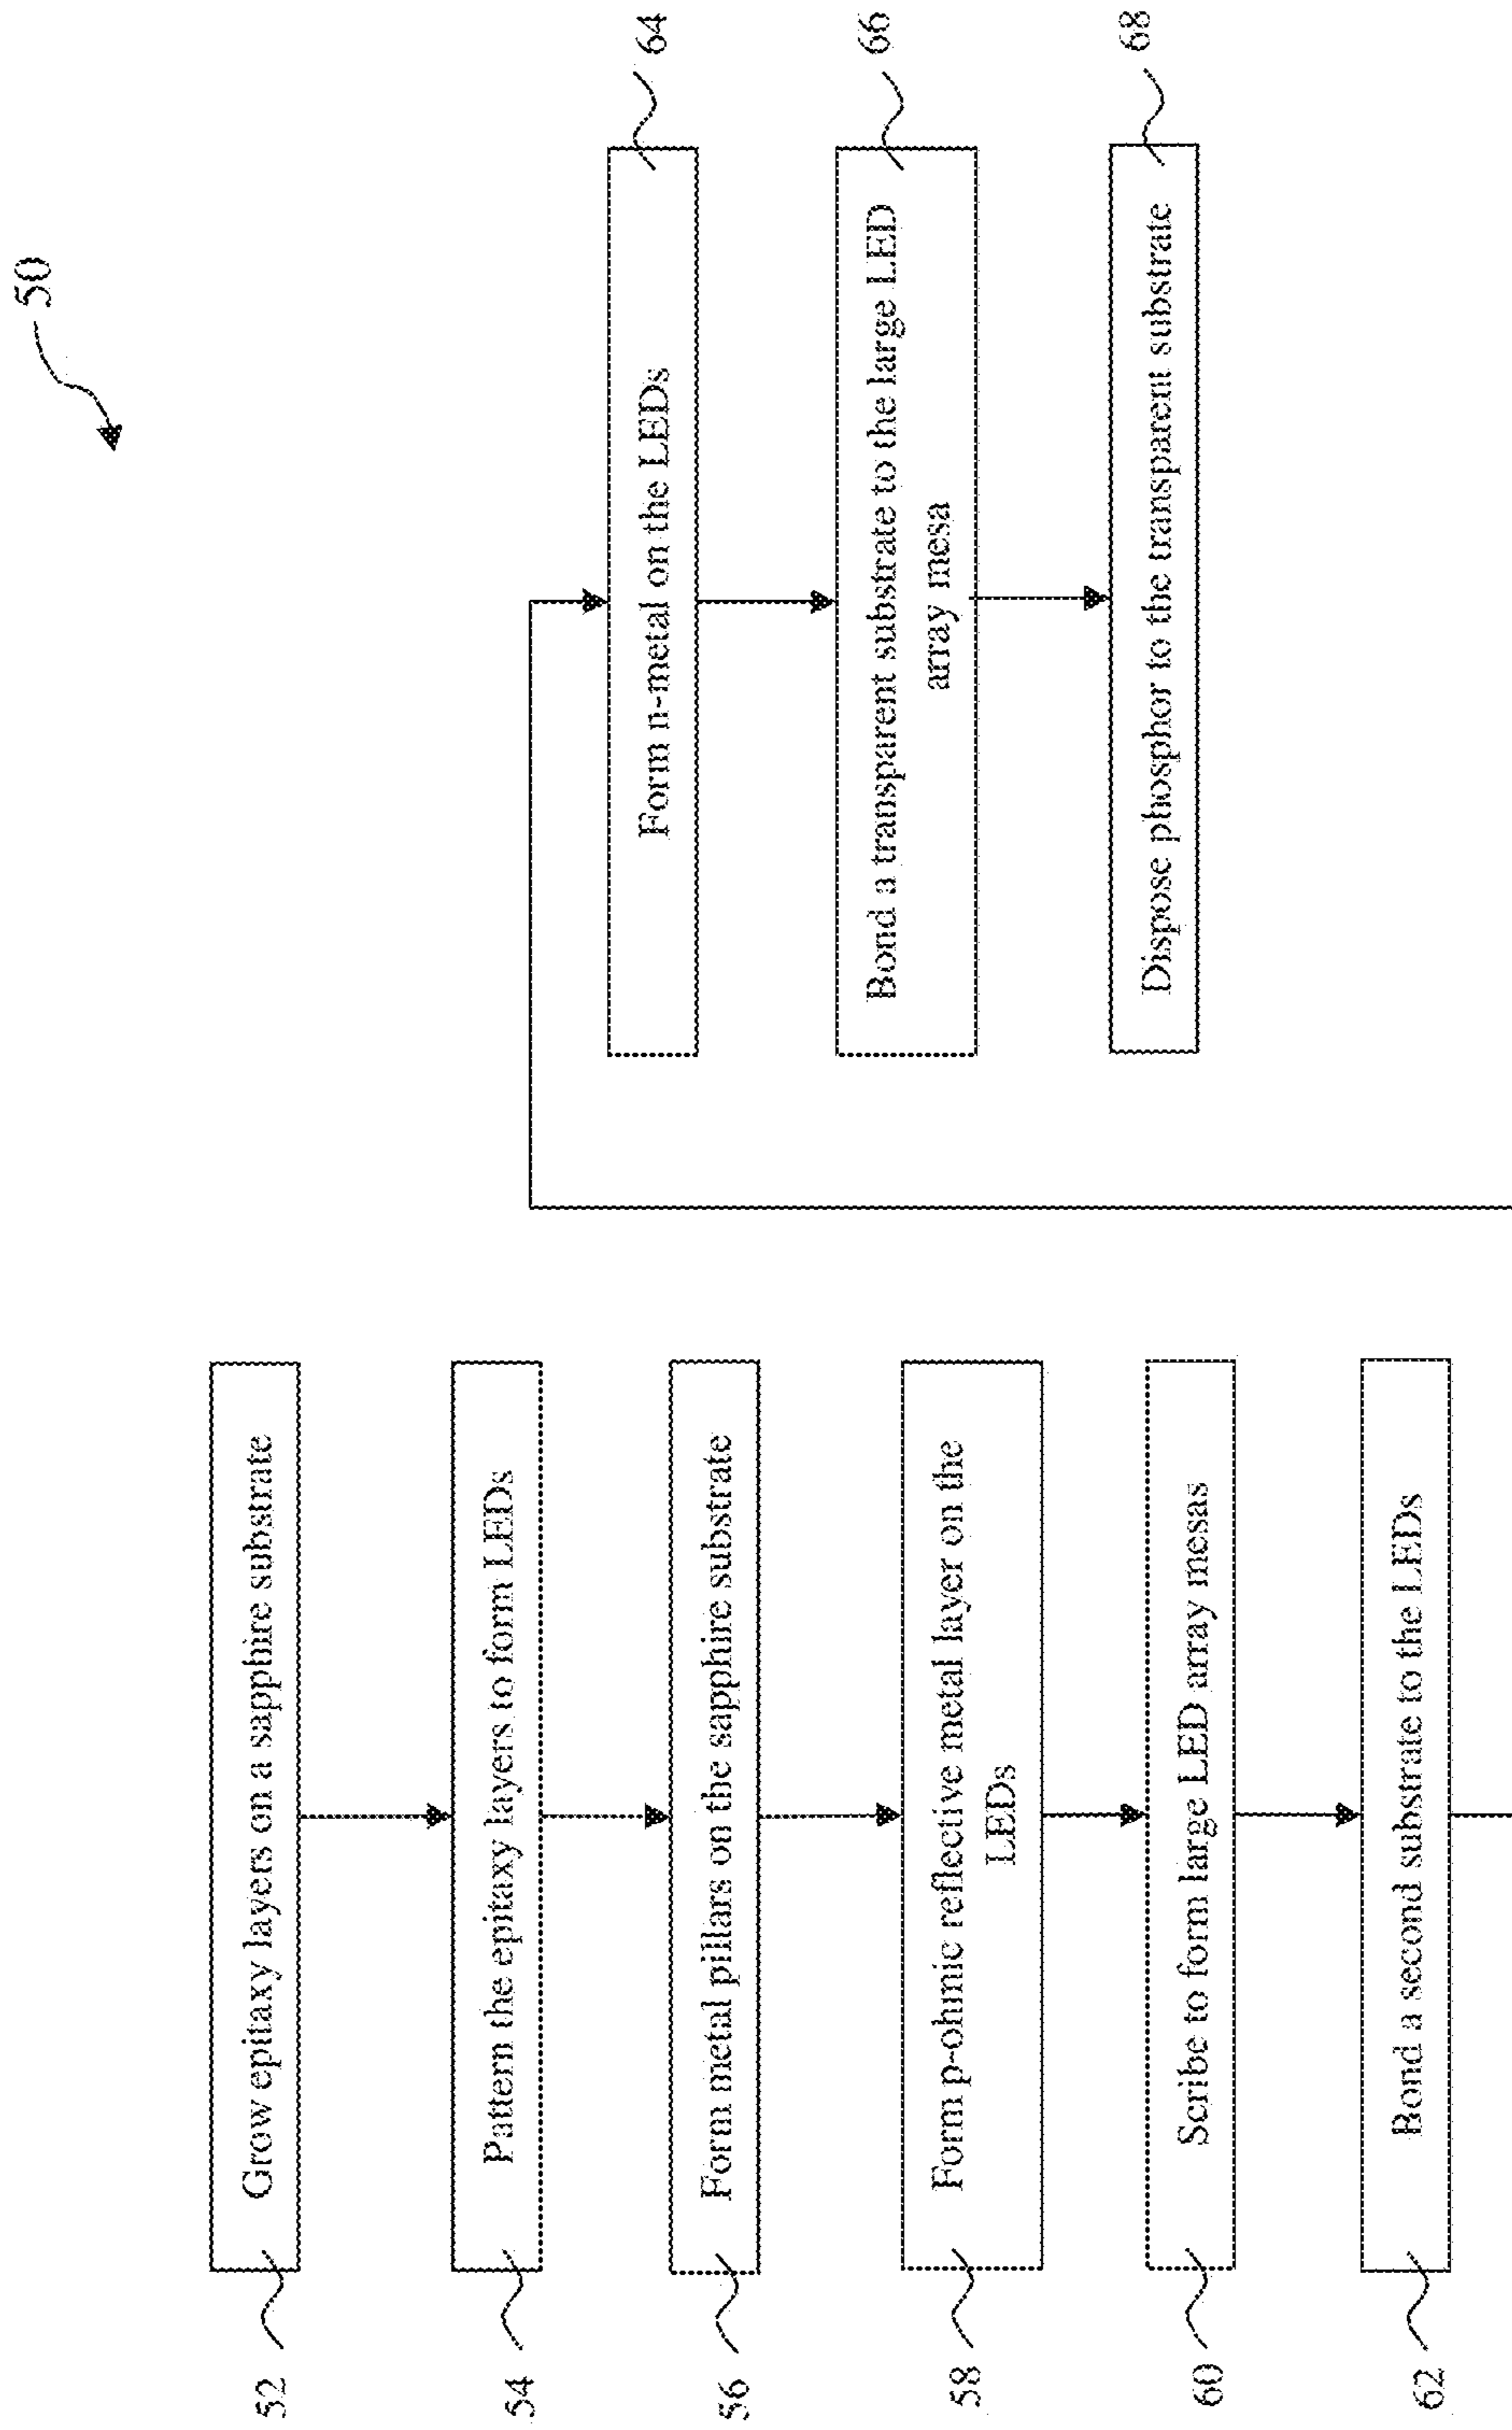 50
52
Grow epitaxy layers on a sapphire substrate
54
Pattern the epitaxy layers to form LEDs
56
Form metal pillars on the sapphire substrate
58
Form p-ohmic reflective metal layer on the
LEDs
60
Scribe to form large LED array mesas
62
Bond a second substrate to the LEDs
64
Form n-metal on the LEDs
66
Bond a transparent substrate to the large LED
array mesa
68
Dispose phosphor to the transparent substrate